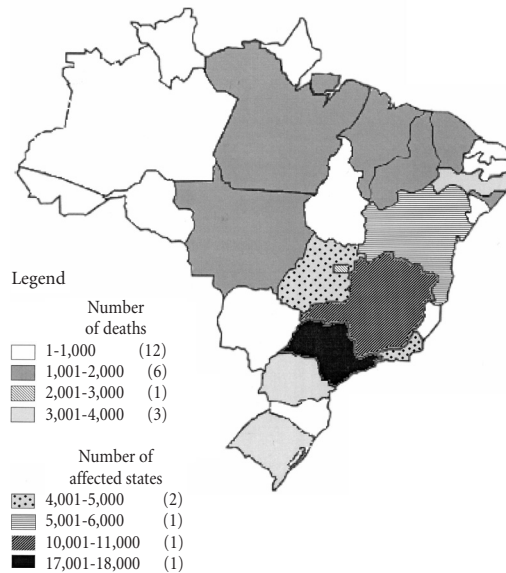 Legend
Number
of deaths
1-1,000 (12)
1,001-2,000 (6)
2,001-3,000 (1)
3,001-4,000 (3)
Number of
affected states
4,001-5,000 (2)
5,001-6,000 (1)
10,001-11,000 (1)
17,001-18,000 (1)